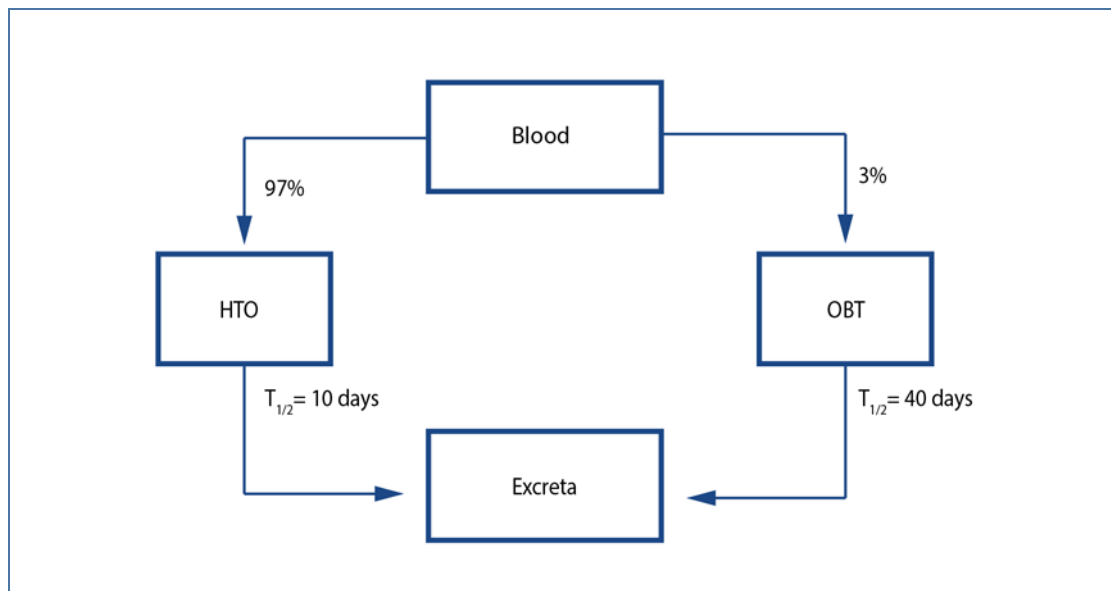 Blood
97%
3%
HTO
OBT
T1/2= 10 days
T1/2= 40 days
Excreta